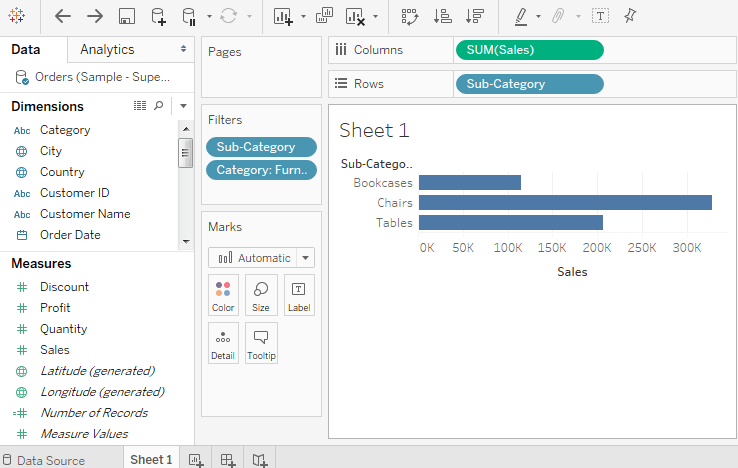 Data
Analytics
Orders (Sample - Supe...
Dimensions
Abc Category
City
Country
Abc Customer ID
Abc Customer Name
Order Date
Measures
Discount
Profit
Quantity
Sales
Latitude (generated)
Longitude (generated)
Number of Records
Measure Values
Pages
Filters
Sub-Category
Category: Furn..
Marks
Automatic
Color
Size
Label
Detail
Tooltip
Columns
SUM(Sales)
Rows
Sub-Category
Sheet 1
Sub-Catego..
Bookcases
Chairs
Tables
0K 50K 100K 150K 200K 250K 300K
Sales
Data Source
Sheet 1